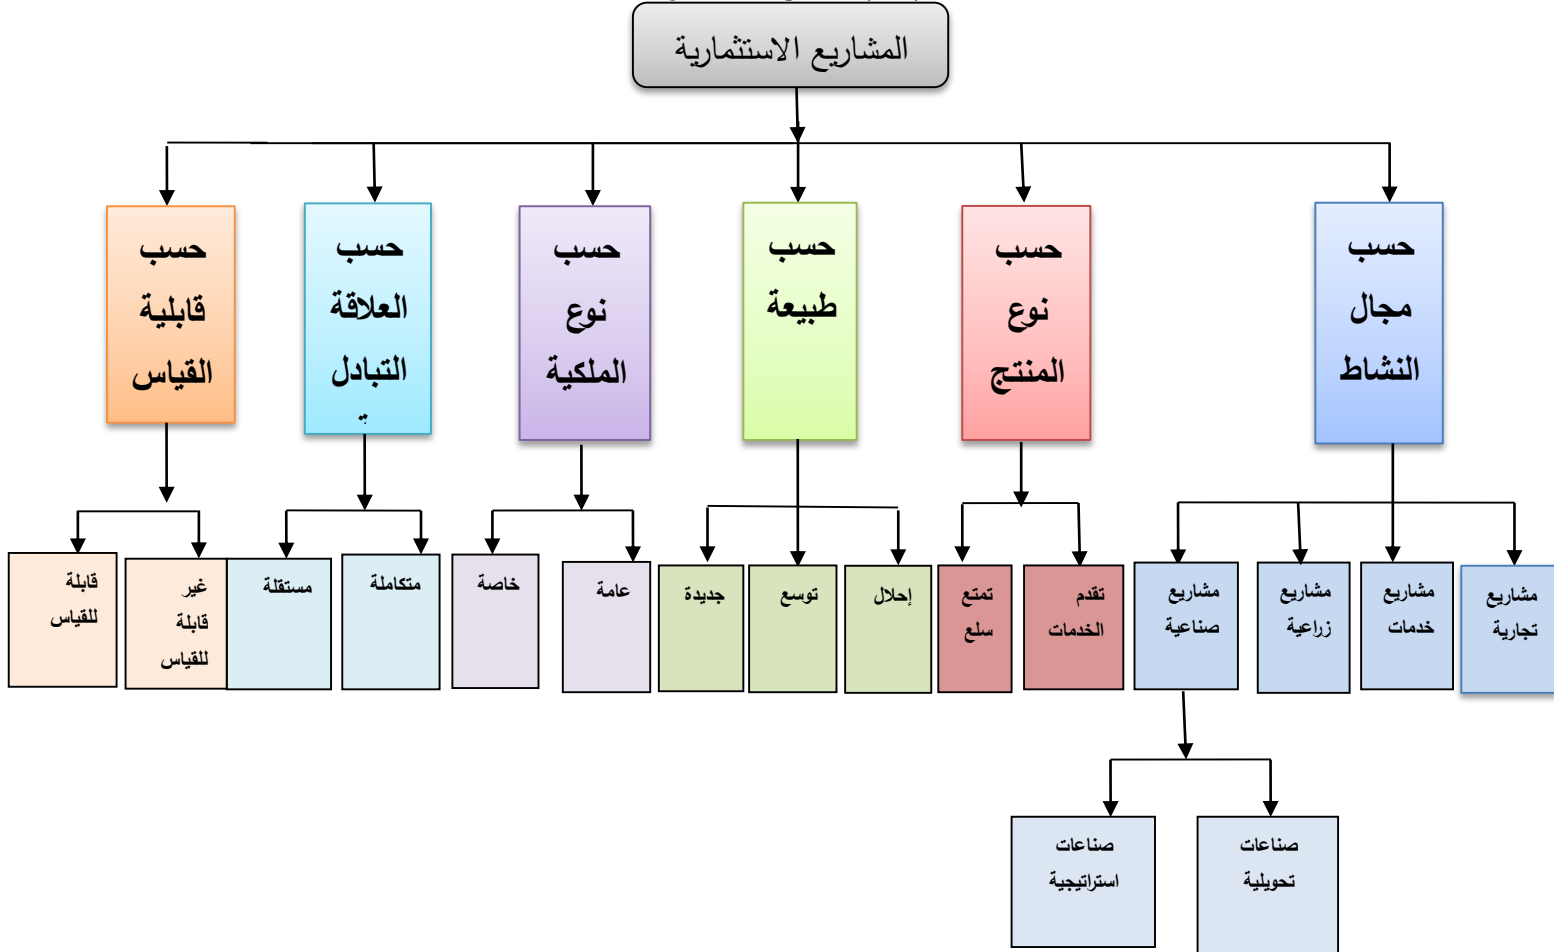 المشاريع الاستثمارية
حسب
مجال
النشاط
حسب
نوع
المنتج
حسب
طبيعة
حسب
نوع
الملكية
حسب
العلاقة
التبادل
حسب
قابلية
القياس
مشاريع
تجارية
مشاريع
خدمات
مشاريع
زراعية
مشاريع
صناعية
تقدم
الخدمات
تمتع
سلع
إحلال
توسع
جديدة
عامة
خاصة
متكاملة
مستقلة
غير
قابلة
للقياس
قابلة
للقياس
صناعات
تحويلية
صناعات
استراتيجية